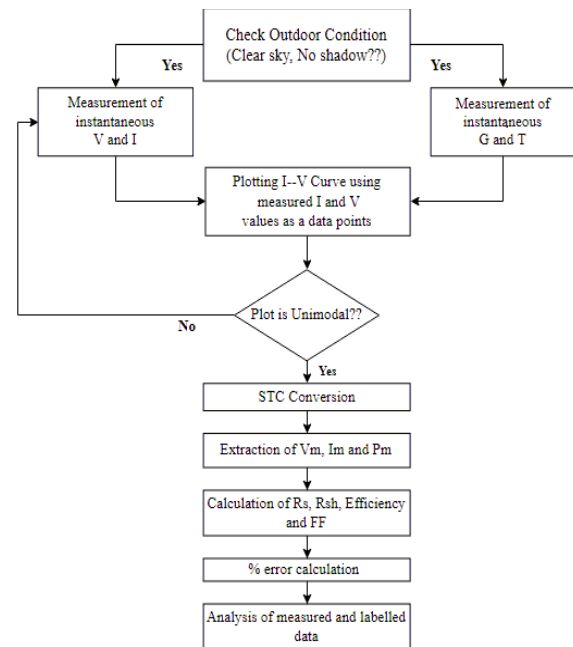 Check Outdoor Condition
(Clear sky, No shadow??)
Yes
Yes
Measurement of
instantaneous
V and I
Measurement of
instantaneous
G and T
Plotting I--V Curve using
measured I and V
values as a data points
Plot is Unimodal??
No
Yes
STC Conversion
Extraction of Vm, Im and Pm
Calculation of Rs, Rsh, Efficiency
and FF
% error calculation
Analysis of measured and labelled
data